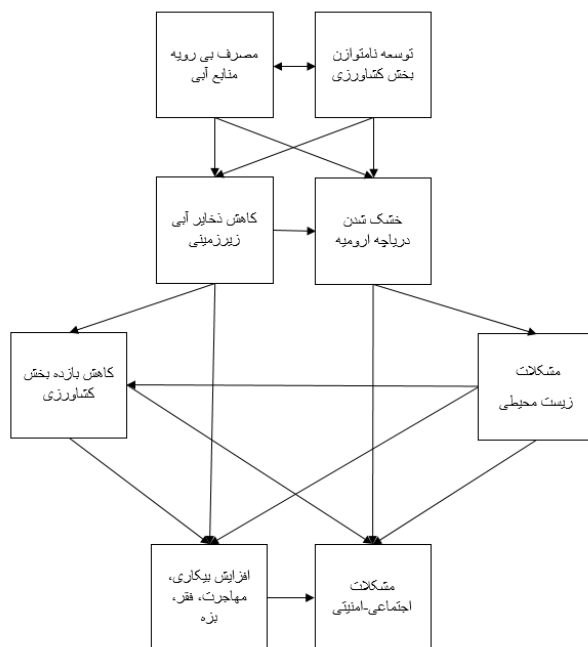 توسعه نامتوازن
بخش کشاورزی
مصرف بی رویه
منابع آبی
خشک شدن
دریاچه ارومیه
کاهش ذخایر آبی
زیرزمینی
مشکلات
زیست محیطی
کاهش بازده بخش
کشاورزی
مشکلات
اجتماعی-امنیتی
افزایش بیکاری،
مهاجرت، فقر،
بزه